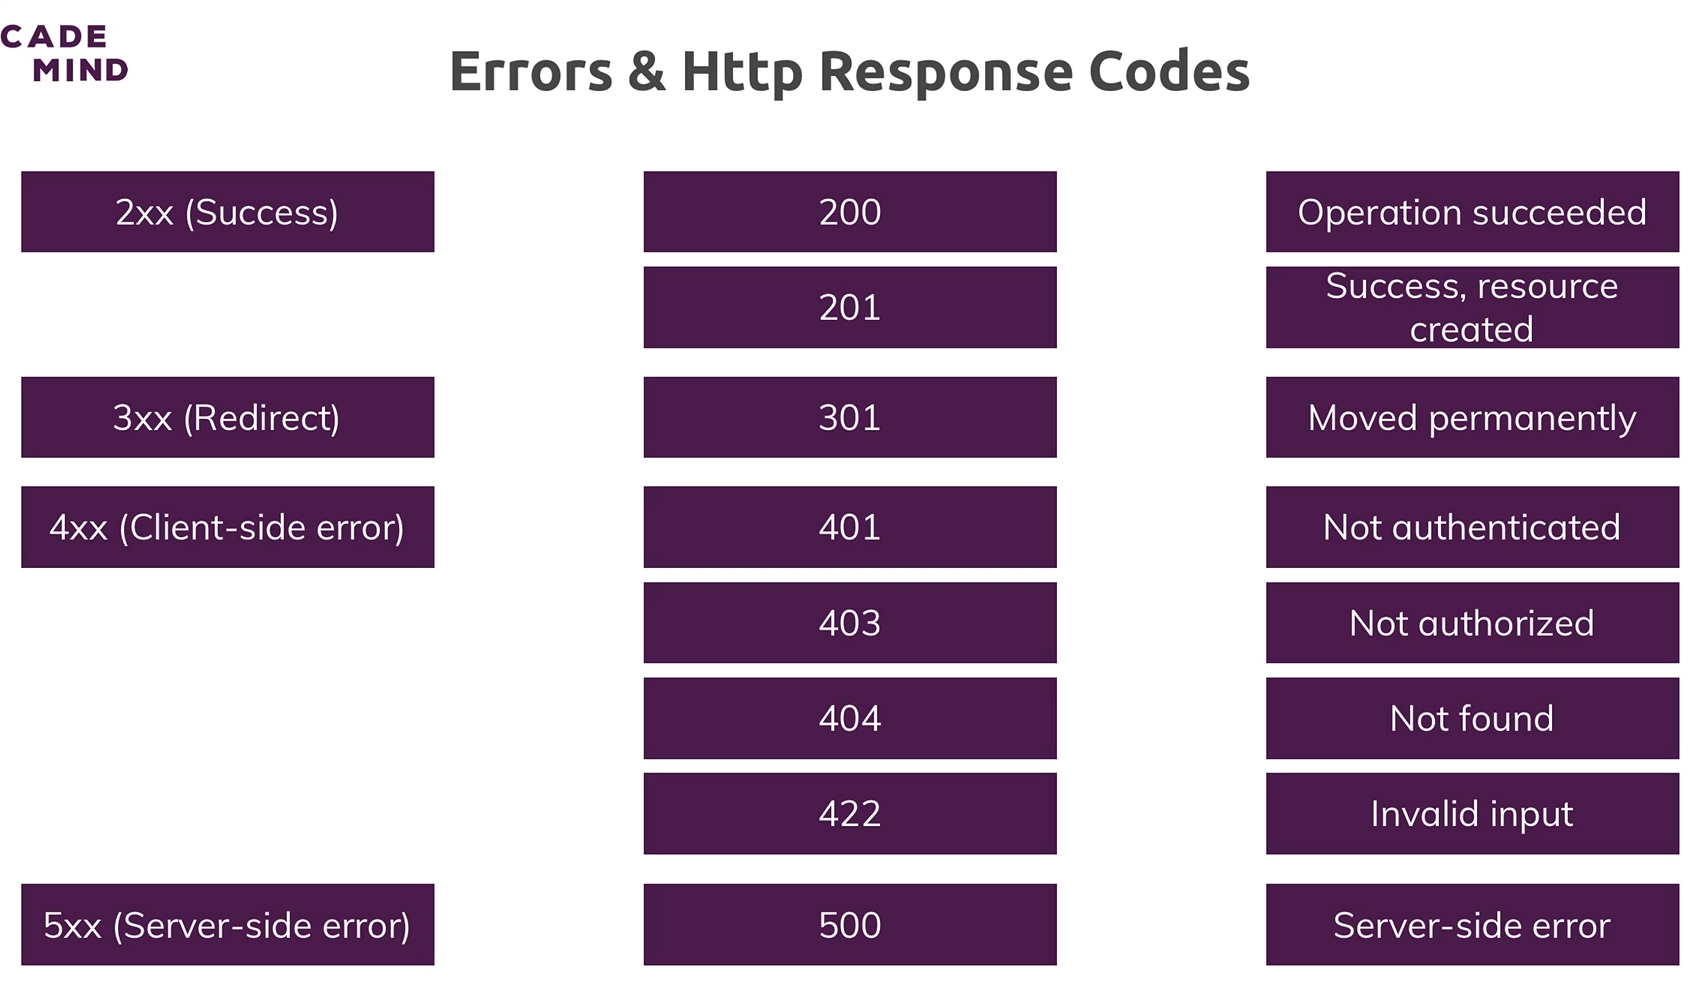 CADE
MIND
Errors & Http Response Codes
2xx (Success)
200
Operation succeeded
201
Success, resource
created
3xx (Redirect)
301
Moved permanently
4xx (Client-side error)
401
Not authenticated
403
Not authorized
404
Not found
422
Invalid input
5xx (Server-side error)
500
Server-side error